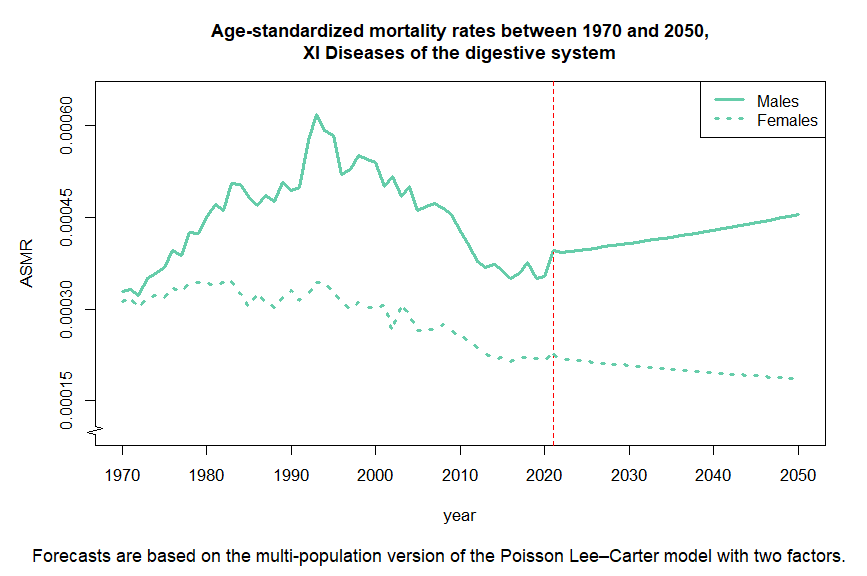 Age-standardized mortality rates between 1970 and 2050,
XI Diseases of the digestive system
Males
Females
0.00060
0.00045
0.00030
0.00015
ASMR
1970 1980 1990 2000 2010 2020 2030 2040 2050
year
Forecasts are based on the multi-population version of the Poisson Lee–Carter model with two factors.